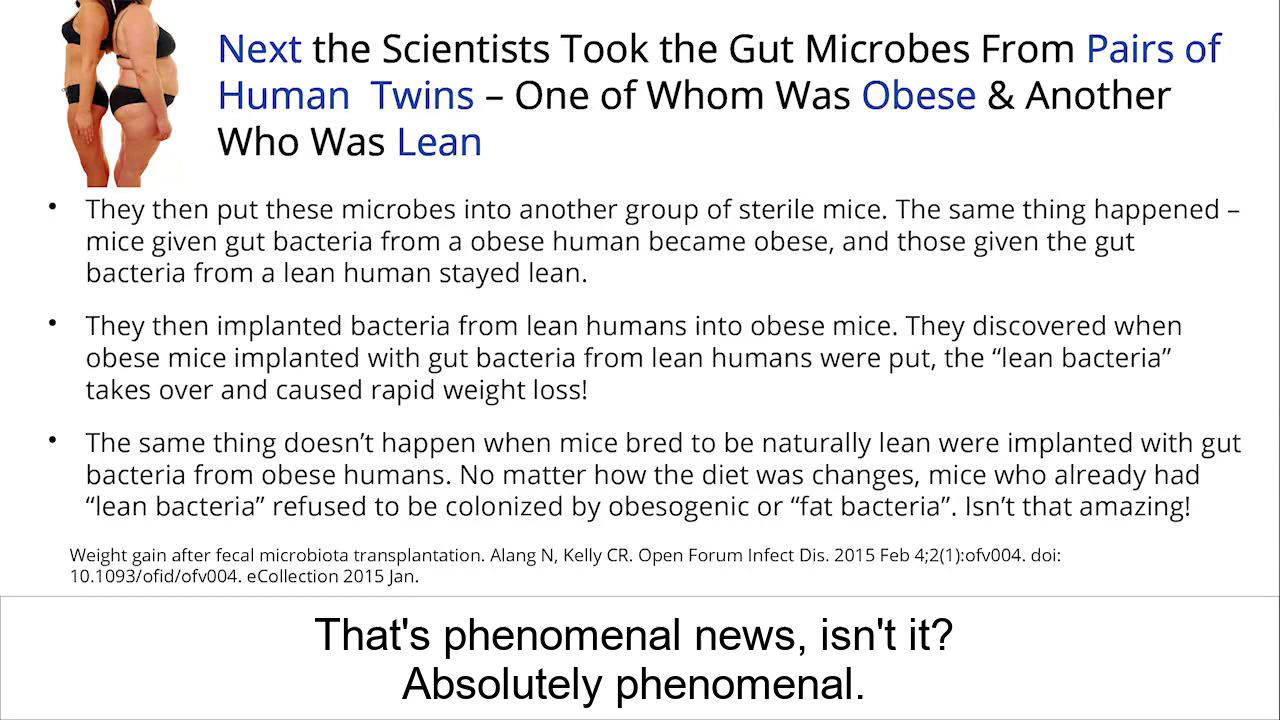 Next the Scientists Took the Gut Microbes From Pairs of
Human Twins – One of Whom Was Obese & Another
Who Was Lean
• They then put these microbes into another group of sterile mice. The same thing happened –
mice given gut bacteria from a obese human became obese, and those given the gut
bacteria from a lean human stayed lean.
• They then implanted bacteria from lean humans into obese mice. They discovered when
obese mice implanted with gut bacteria from lean humans were put, the “lean bacteria”
takes over and caused rapid weight loss!
• The same thing doesn’t happen when mice bred to be naturally lean were implanted with gut
bacteria from obese humans. No matter how the diet was changes, mice who already had
“lean bacteria” refused to be colonized by obesogenic or “fat bacteria”. Isn’t that amazing!
Weight gain after fecal microbiota transplantation. Alang N, Kelly CR. Open Forum Infect Dis. 2015 Feb 4;2(1):ofv004. doi:
10.1093/ofid/ofv004. eCollection 2015 Jan.
That's phenomenal news, isn't it?
Absolutely phenomenal.